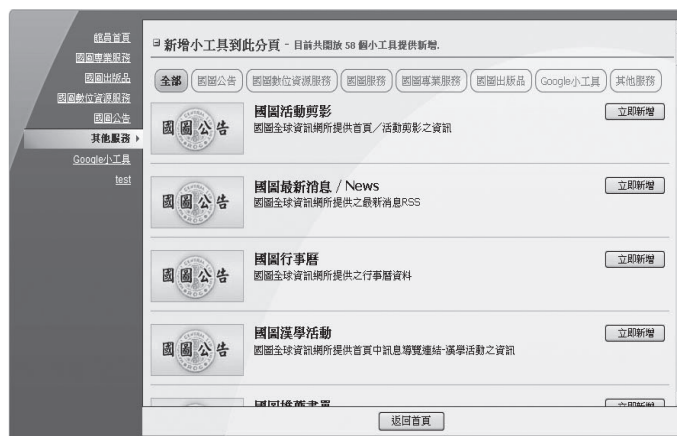 館員首頁
國圖專業服務
國圖出版品
國圖數位資源服務
國圖公告
其他服務
Google小工具
test
新增小工具到此分頁 - 目前共開放 58 個小工具提供新增.
全部 國圖公告 國圖數位資源服務 國圖服務 國圖專業服務 國圖出版品 Google小工具 其他服務
國圖公告
國圖活動剪影
國圖全球資訊網所提供首頁／活動剪影之資訊
立即新增
國圖公告
國圖最新消息 / News
國圖全球資訊網所提供之最新消息RSS
立即新增
國圖公告
國圖行事曆
國圖全球資訊網所提供之行事曆資料
立即新增
國圖公告
國圖漢學活動
國圖全球資訊網所提供首頁中訊息導覽連結-漢學活動之資訊
立即新增
國圖推薦書單
立即新增
返回首頁